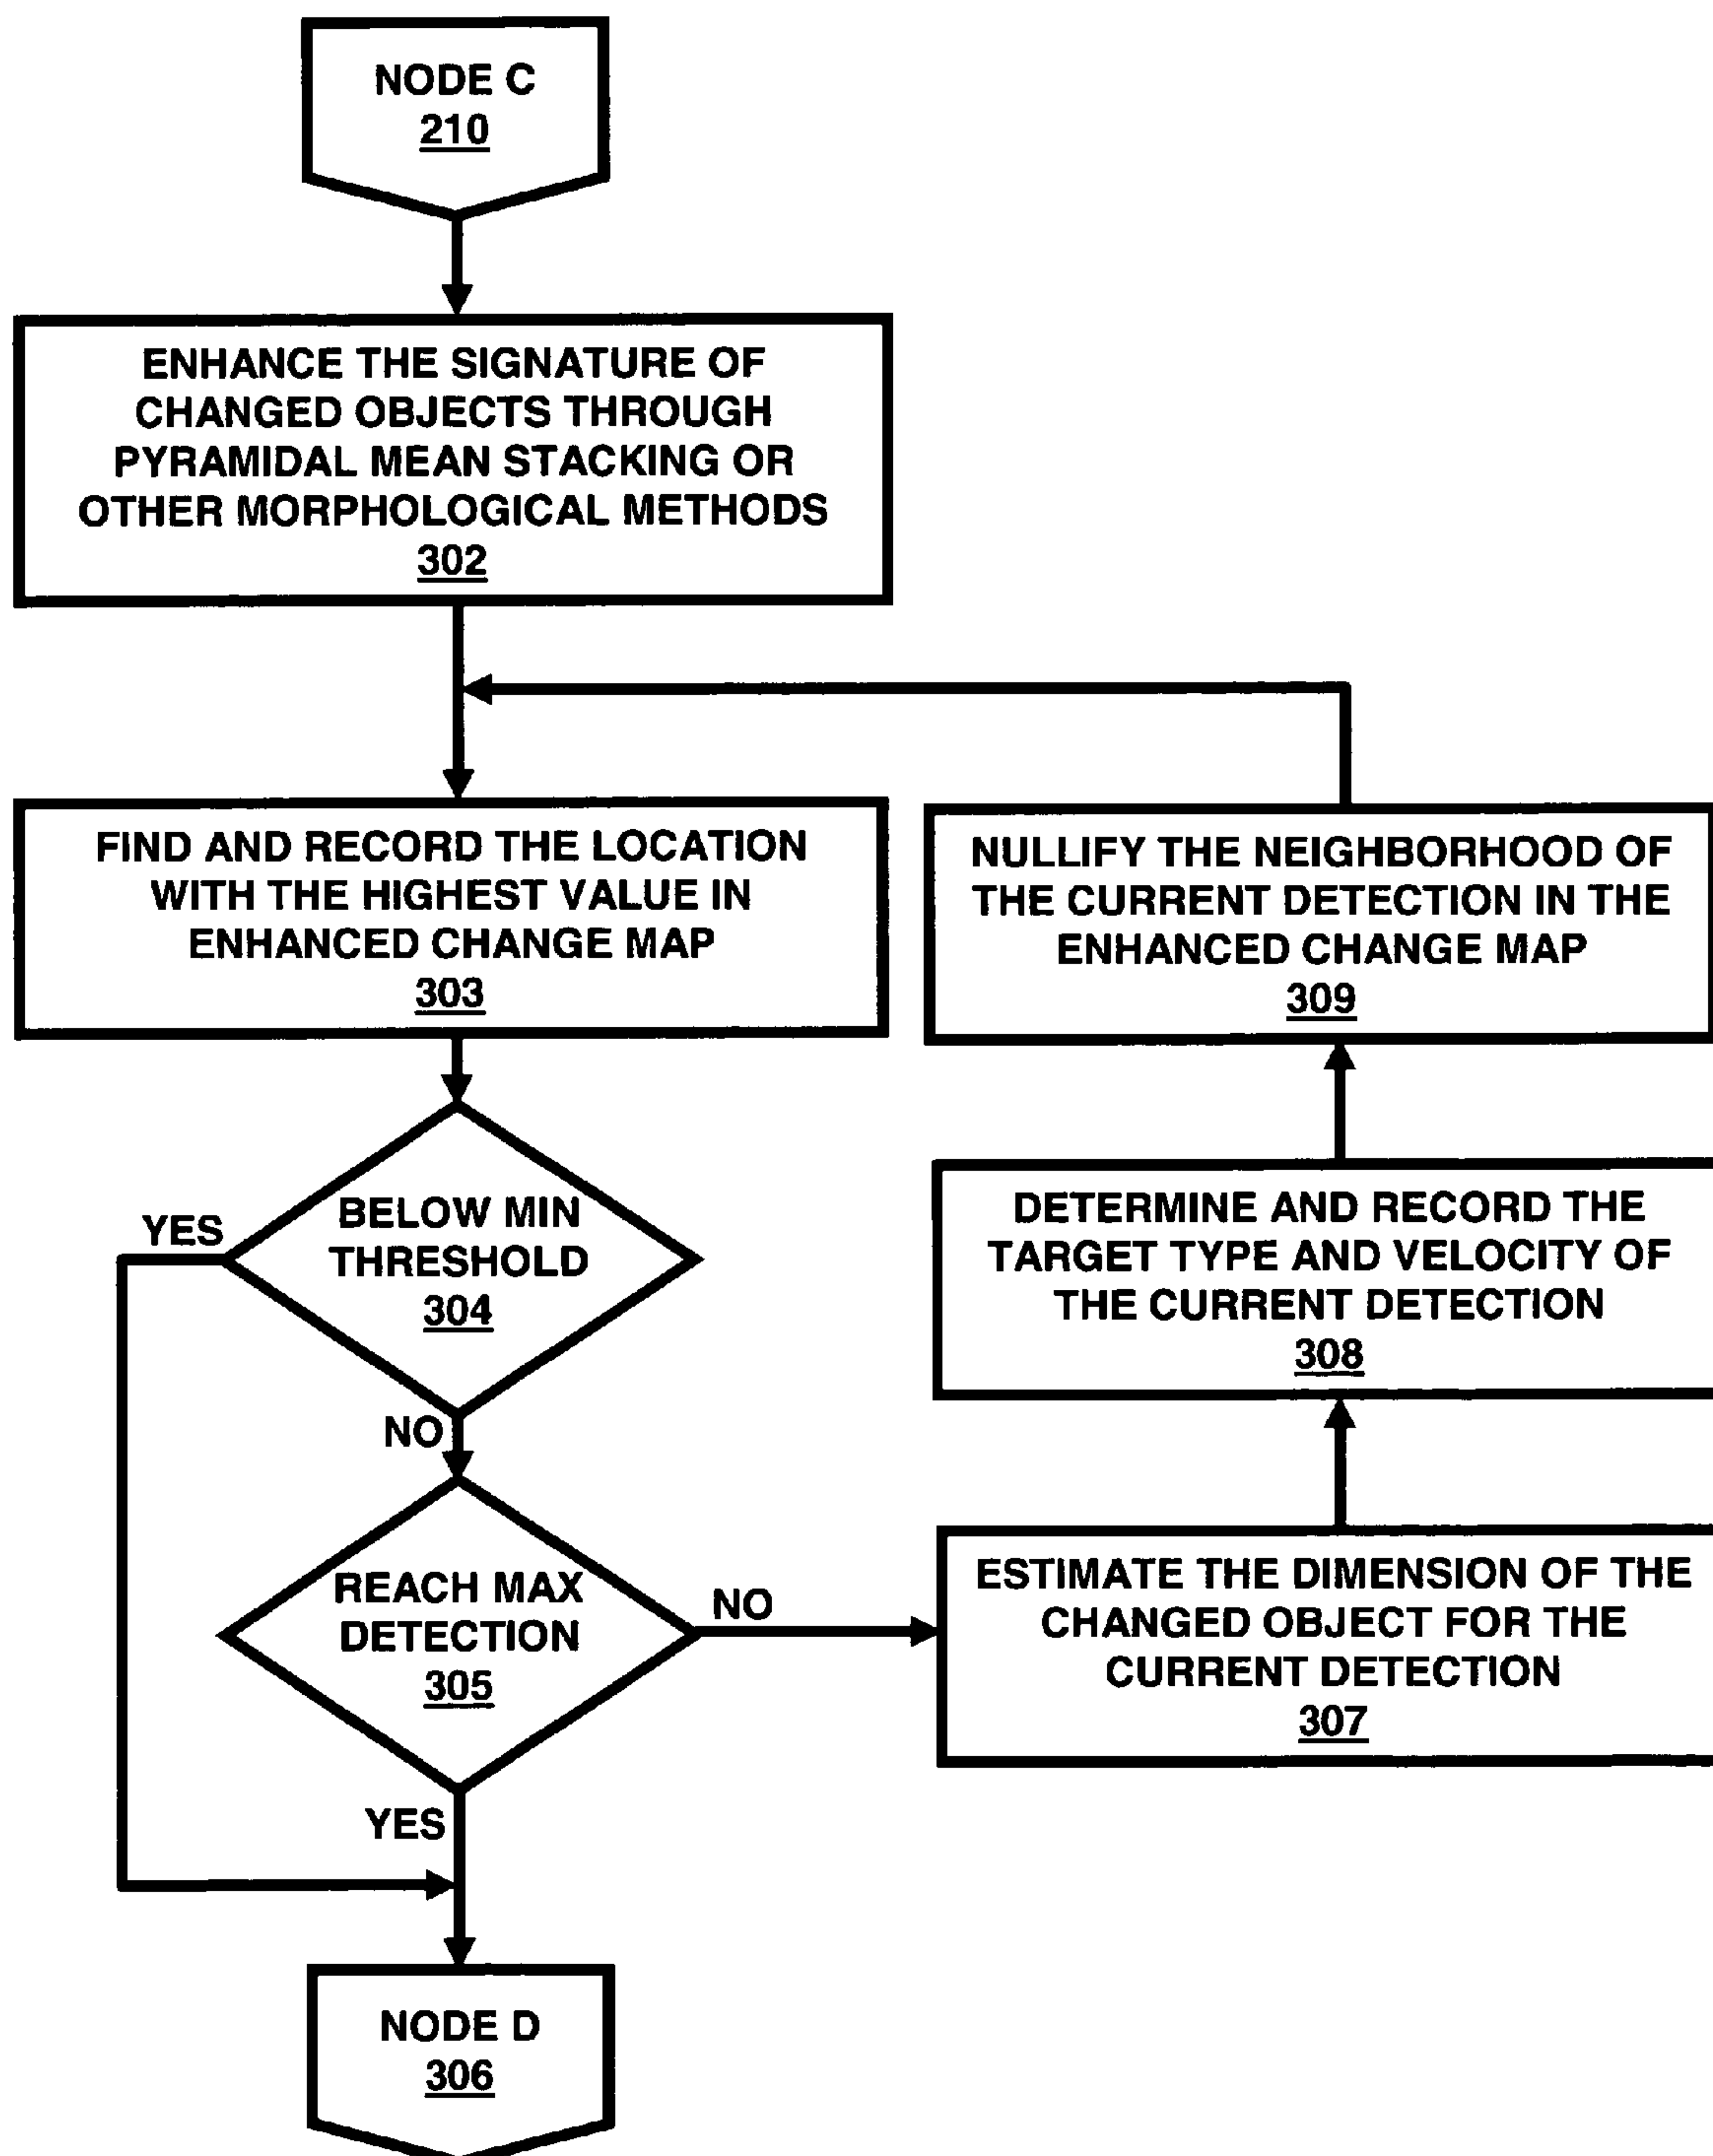 NODE C
210
ENHANCE THE SIGNATURE OF
CHANGED OBJECTS THROUGH
PYRAMIDAL MEAN STACKING OR
OTHER MORPHOLOGICAL METHODS
302
FIND AND RECORD THE LOCATION
WITH THE HIGHEST VALUE IN
ENHANCED CHANGE MAP
303
NULLIFY THE NEIGHBORHOOD OF
THE CURRENT DETECTION IN THE
ENHANCED CHANGE MAP
309
YES
BELOW MIN
THRESHOLD
304
DETERMINE AND RECORD THE
TARGET TYPE AND VELOCITY OF
THE CURRENT DETECTION
308
NO
REACH MAX
DETECTION
305
NO
ESTIMATE THE DIMENSION OF THE
CHANGED OBJECT FOR THE
CURRENT DETECTION
307
YES
NODE D
306